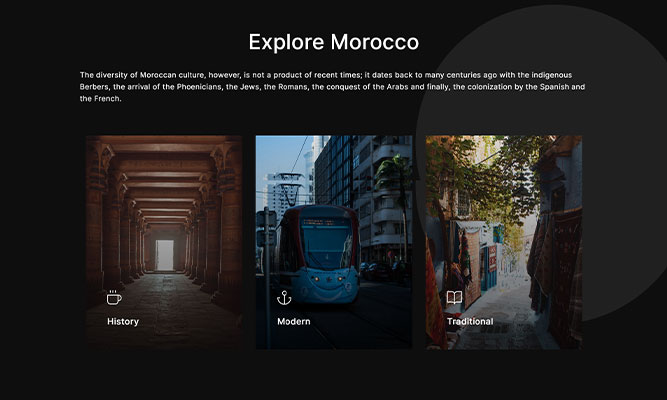 Explore Morocco
The diversity of Moroccan culture, however, is not a product of recent times; it dates back to many centuries ago with the indigenous
Berbers, the arrival of the Phoenicians, the Jews, the Romans, the conquest of the Arabs and finally, the colonization by the Spanish and
the French.
History
Modern
Traditional